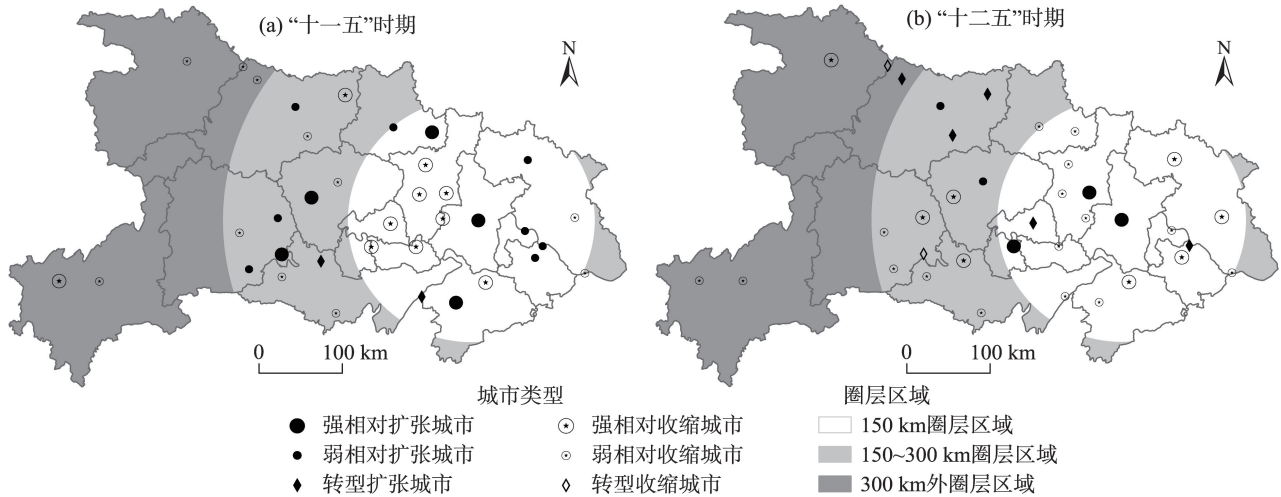 (a) “十一五”时期
(b) “十二五”时期
N
N
0
100 km
0
100 km
城市类型
圈层区域
强相对扩张城市
强相对收缩城市
150 km圈层区域
弱相对扩张城市
弱相对收缩城市
150~300 km圈层区域
转型扩张城市
转型收缩城市
300 km外圈层区域